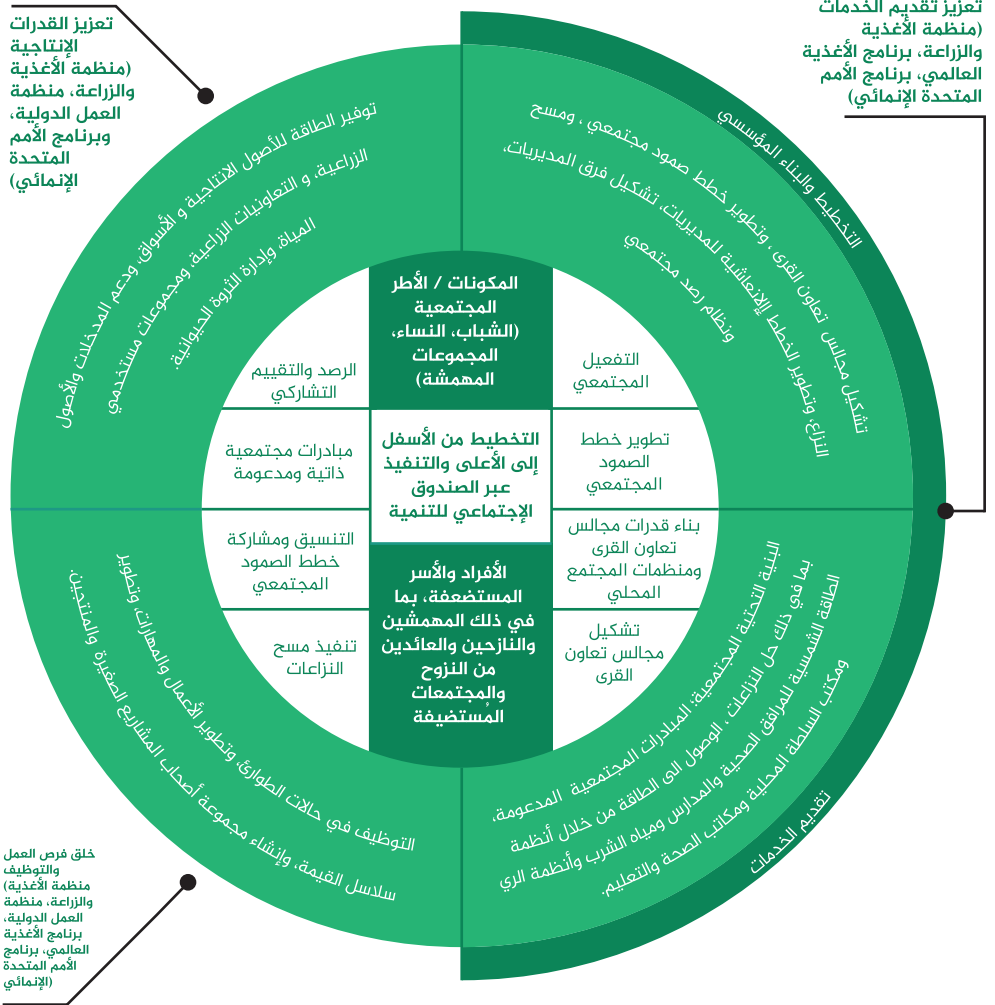 تعزيز تقديم الخدمات
(منظمة الأغذية
والزراعة، برنامج الأغذية
العالمي، برنامج الأمم
المتحدة الإنمائي)
تعزيز القدرات
الإنتاجية
(منظمة الأغذية
والزراعة، منظمة
العمل الدولية،
وبرنامج الأمم
المتحدة
الإنمائي)
التخطيط والبناء المؤسسي
تشكيل مجالس تعاون القرى ، وتطوير خطط صمود مجتمعي ، ومسح
النزاع، وتطوير الخطط الإنعاشية للمديريات، تشكيل فرق المديريات،
ونظام رصد مجتمعي
توفير الطاقة للأصول الانتاجية و الأسواق، ودعم المدخلات والأصول
الزراعية، و التعاونيات الزراعية، ومجموعات مستخدمي
المياة، وإدارة الثروة الحيوانية.
المكونات / الأطر
المجتمعية
(الشباب، النساء،
المجموعات
المهمشة)
التفعيل
المجتمعي
تطوير خطط
الصمود
المجتمعي
بناء قدرات مجالس
تعاون القرى
ومنظمات المجتمع
المحلي
تشكيل
مجالس تعاون
القرى
التخطيط من الأسفل
إلى الأعلى والتنفيذ
عبر الصندوق
الإجتماعي للتنمية
الأفراد والأسر
المستضعفة، بما
في ذلك المهمشين
والنازحين والعائدين
من النزوح
والمجتمعات
المُستضيفة
الرصد والتقييم
التشاركي
مبادرات مجتمعية
ذاتية ومدعومة
التنسيق ومشاركة
خطط الصمود
المجتمعي
تنفيذ مسح
النزاعات
البنية التحتية المجتمعية: المبادرات المجتمعية المدعومة،
بما في ذلك حل النزاعات ، الوصول الى الطاقة من خلال أنظمة
الطاقة الشمسية للمرافق الصحية والمدارس ومياه الشرب وأنظمة الري
ومكتب السلطة المحلية ومكاتب الصحة والتعليم.
تقديم الخدمات
التوظيف في حالات الطوارئ، وتطوير الأعمال والمهارات، وتطوير
سلاسل القيمة، وإنشاء مجموعة أصحاب المشاريع الصغيرة والمنتجين.
خلق فرص العمل
والتوظيف
(منظمة الأغذية
والزراعة، منظمة
العمل الدولية،
برنامج الأغذية
العالمي، برنامج
الأمم المتحدة
الإنمائي)